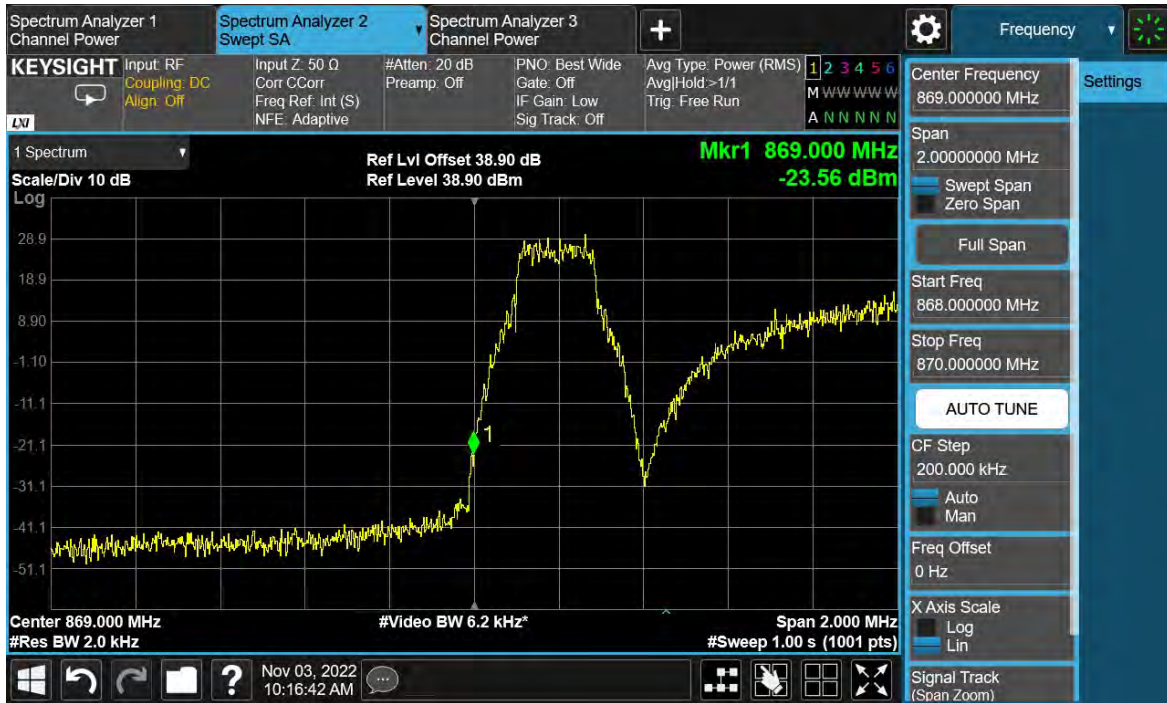 Spectrum Analyzer 1
Channel Power
Spectrum Analyzer 2
Swept SA
Spectrum Analyzer 3
Channel Power
Frequency
KEYSIGHT
LXI
Input: RF
Coupling: DC
Align: Off
Input Z: 50 Ω
Corr CCorr
Freq Ref: Int (S)
NFE: Adaptive
#Atten: 20 dB
Preamp: Off
PNO: Best Wide
Gate: Off
IF Gain: Low
Sig Track: Off
Avg Type: Power (RMS)
Avg|Hold:>1/1
Trig: Free Run
1 2 3 4 5 6
M W W W W W
A N N N N N
1 Spectrum
Scale/Div 10 dB
Ref Lvl Offset 38.90 dB
Ref Level 38.90 dBm
Mkr1 869.000 MHz
-23.56 dBm
Log
28.9
18.9
8.90
-1.10
-11.1
-21.1
-31.1
-41.1
-51.1
1
Center 869.000 MHz
#Res BW 2.0 kHz
#Video BW 6.2 kHz*
Span 2.000 MHz
#Sweep 1.00 s (1001 pts)
Nov 03, 2022
10:16:42 AM
?
Center Frequency
869.000000 MHz
Span
2.00000000 MHz
Swept Span
Zero Span
Full Span
Start Freq
868.000000 MHz
Stop Freq
870.000000 MHz
AUTO TUNE
CF Step
200.000 kHz
Auto
Man
Freq Offset
0 Hz
X Axis Scale
Log
Lin
Signal Track
(Span Zoom)
Settings